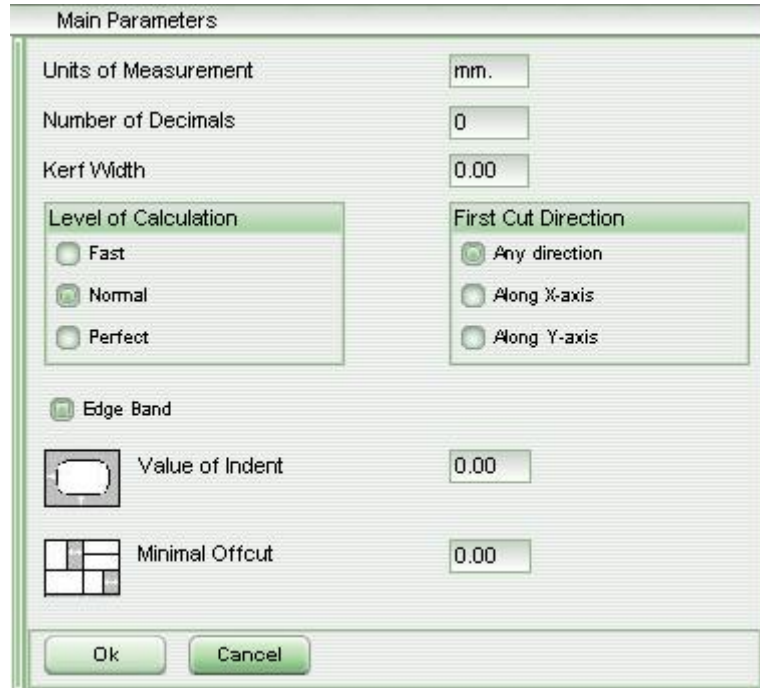 Main Parameters
Units of Measurement mm.
Number of Decimals 0
Kerf Width 0.00
Level of Calculation First Cut Direction
Fast Any direction
Normal Along X-axis
Perfect Along Y-axis
Edge Band
Value of Indent 0.00
Minimal Offcut 0.00
Ok Cancel